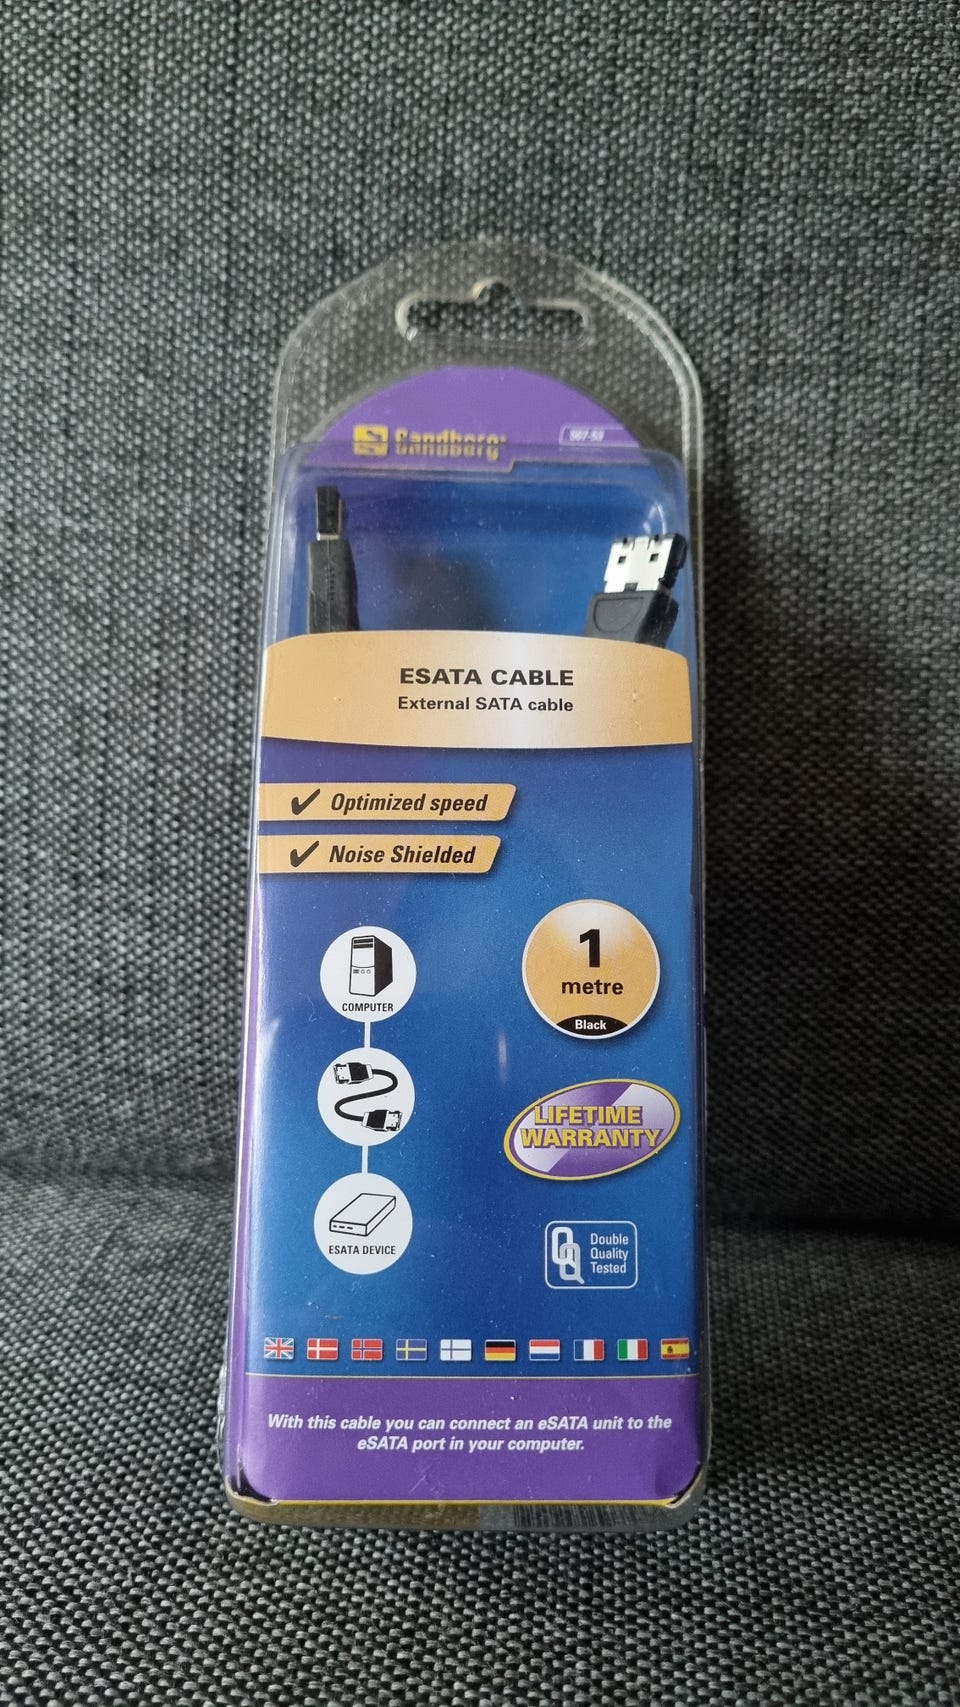 Sandberg
ESATA CABLE
External SATA cable
✓ Optimized speed
✓ Noise Shielded
1
metre
Black
COMPUTER
LIFETIME
WARRANTY
ESATA DEVICE
Double
Quality
Tested
With this cable you can connect an eSATA unit to the
eSATA port in your computer.